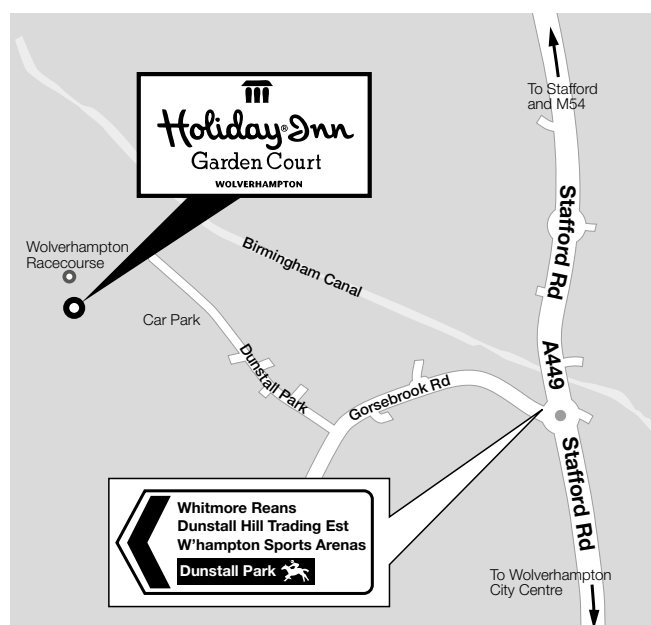 To Stafford
and M54
Holiday® Inn
Garden Court
WOLVERHAMPTON
Stafford Rd
Wolverhampton
Racecourse
Birmingham Canal
Car Park
A449
Dunstall Park
Gorsebrook Rd
Stafford Rd
Whitmore Reans
Dunstall Hill Trading Est
W'hampton Sports Arenas
Dunstall Park
To Wolverhampton
City Centre